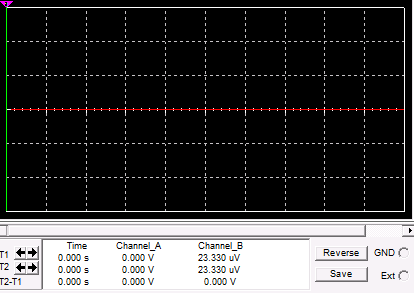 Time Channel_A Channel_B Reverse GND
T1 0.000 s 0.000 V 23.330 uV
T2 0.000 s 0.000 V 23.330 uV
T2-T1 0.000 s 0.000 V 0.000 V Save Ext